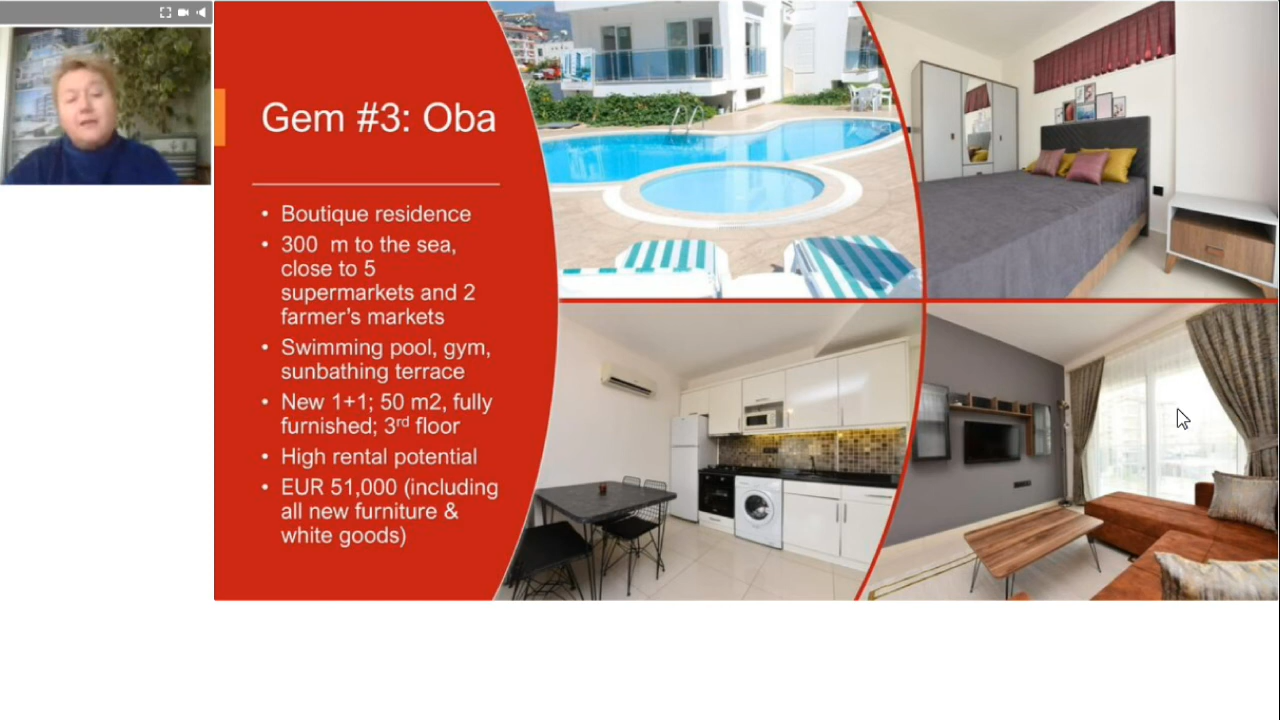 Gem #3: Oba
• Boutique residence
• 300 m to the sea,
close to 5
supermarkets and 2
farmer's markets
• Swimming pool, gym,
sunbathing terrace
• New 1+1; 50 m2, fully
furnished; 3rd floor
• High rental potential
• EUR 51,000 (including
all new furniture &
white goods)